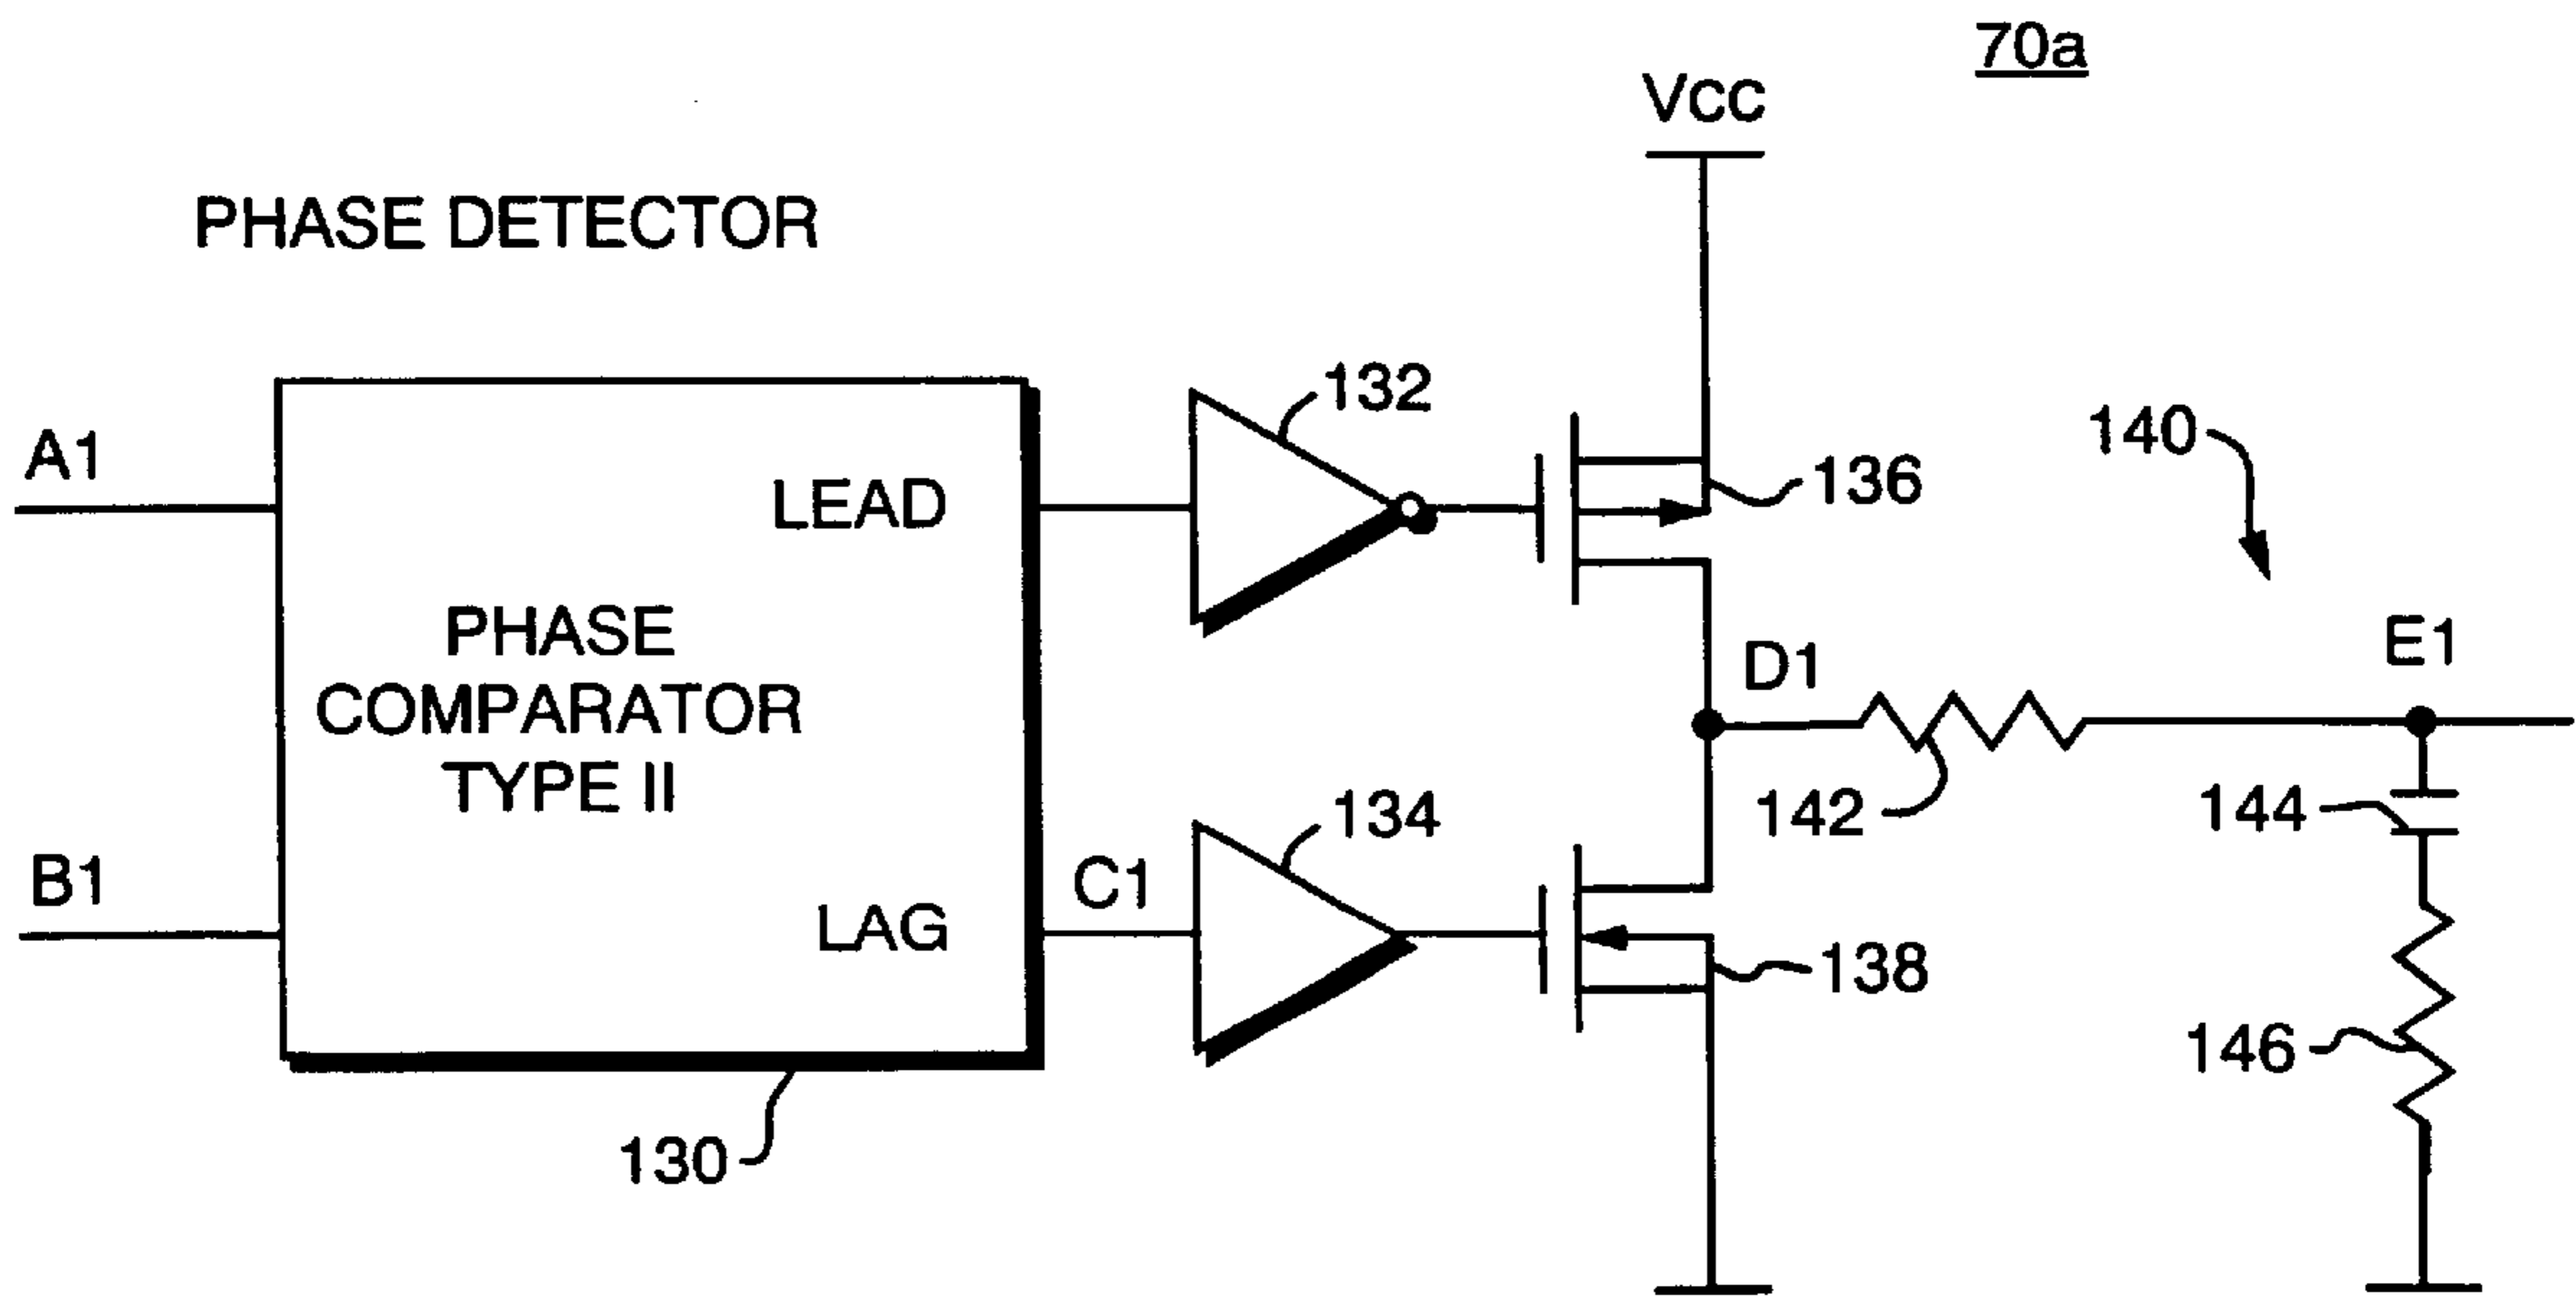 70a
Vcc
PHASE DETECTOR
132
A1
LEAD
136
140
PHASE
COMPARATOR
TYPE II
D1
E1
142
144
134
B1
C1
LAG
138
146
130